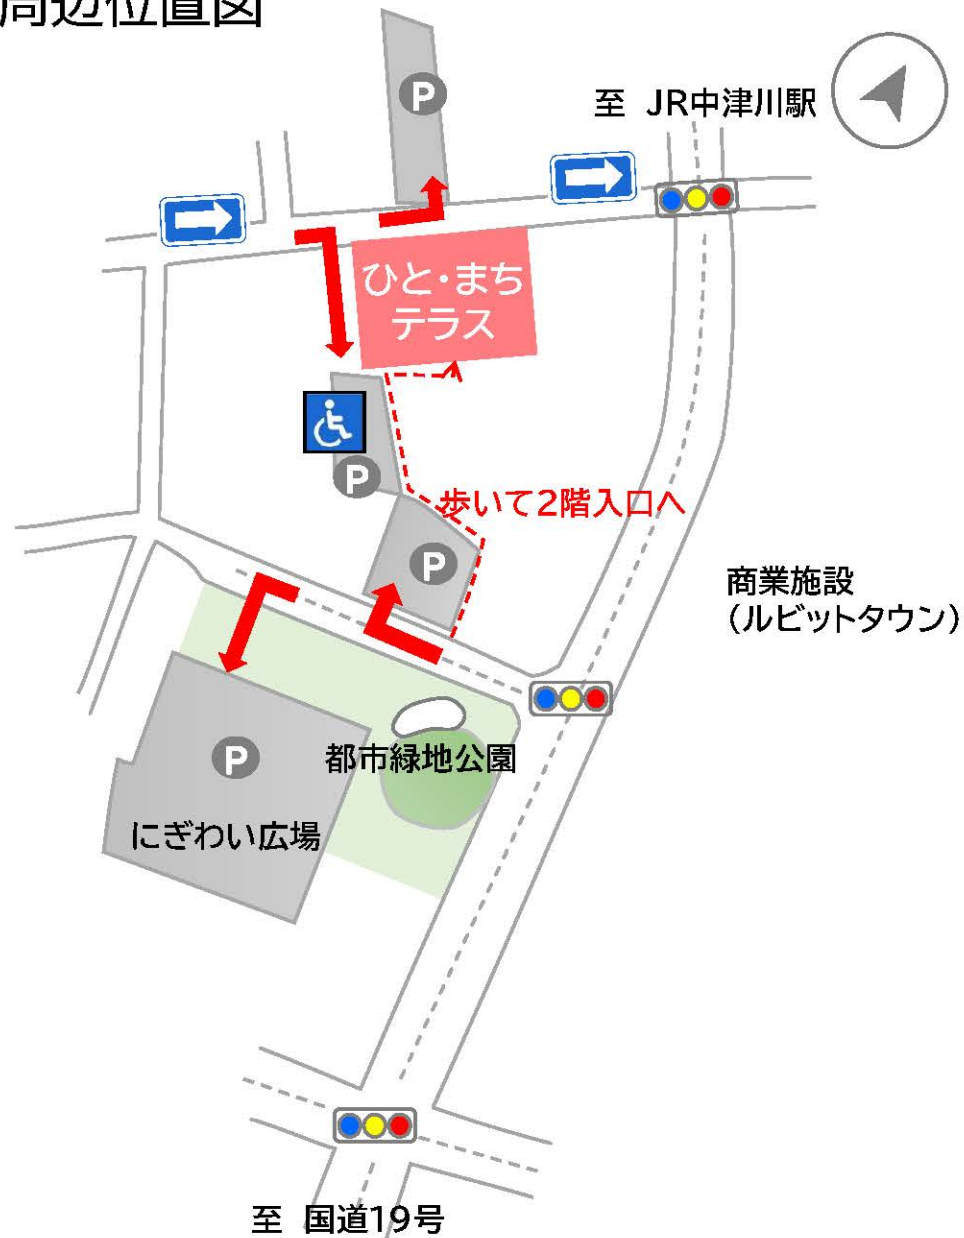 周辺位置図
P
至 JR中津川駅
ひと・まち
テラス
P
歩いて2階入口へ
P
商業施設
(ルビットタウン)
P
都市緑地公園
にぎわい広場
至 国道19号